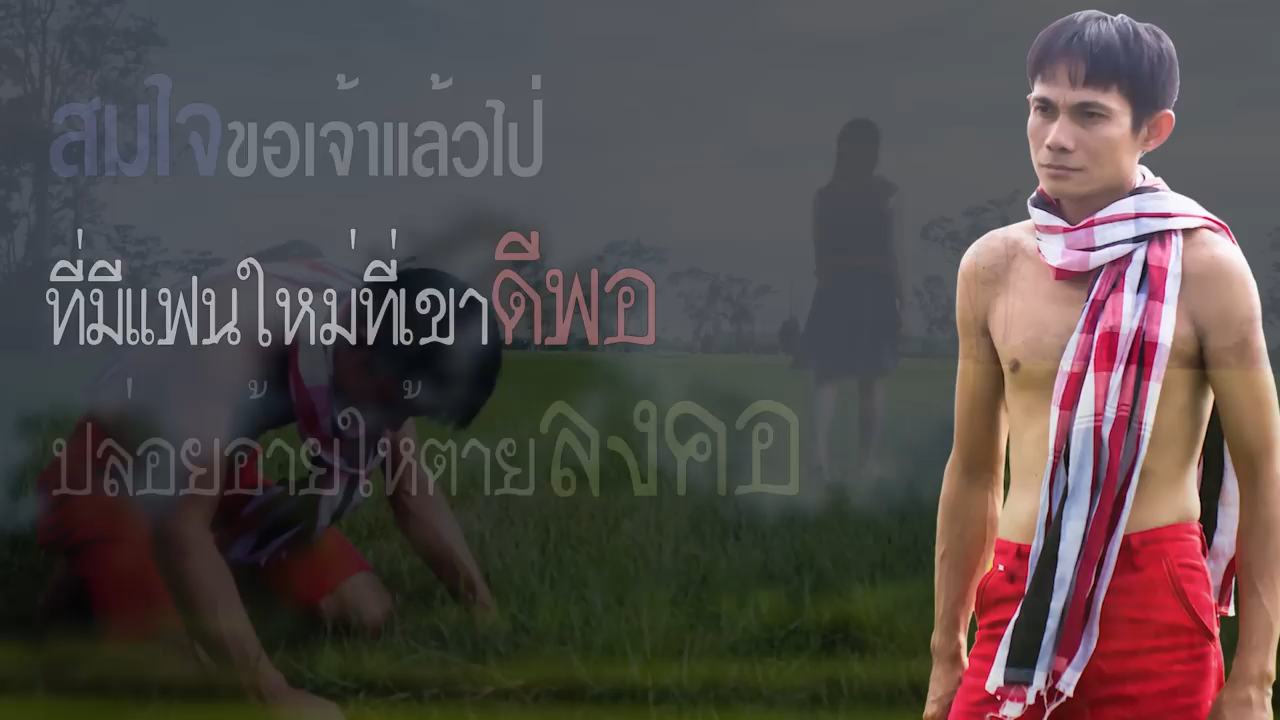 สมใจขอเจ้าแล้วไป่
ที่มีแฟนใหม่ที่เขาดีพอ
ปล่อยอ้ายให้ตายลงคอ